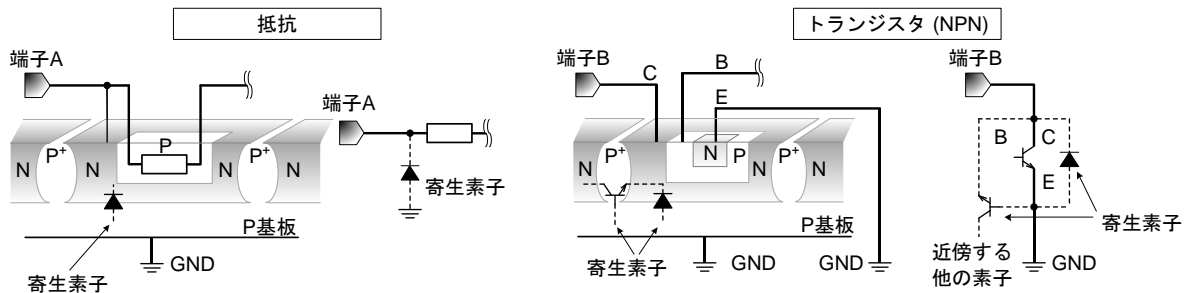 抵抗
端子A
P
N
P+
N
P+
N
P基板
GND
寄生素子
端子A
寄生素子
トランジスタ (NPN)
端子B
C
B
E
N
P+
N
N
P
P+
N
P基板
寄生素子
GND
GND
端子B
B
C
E
寄生素子
近傍する
他の素子
GND